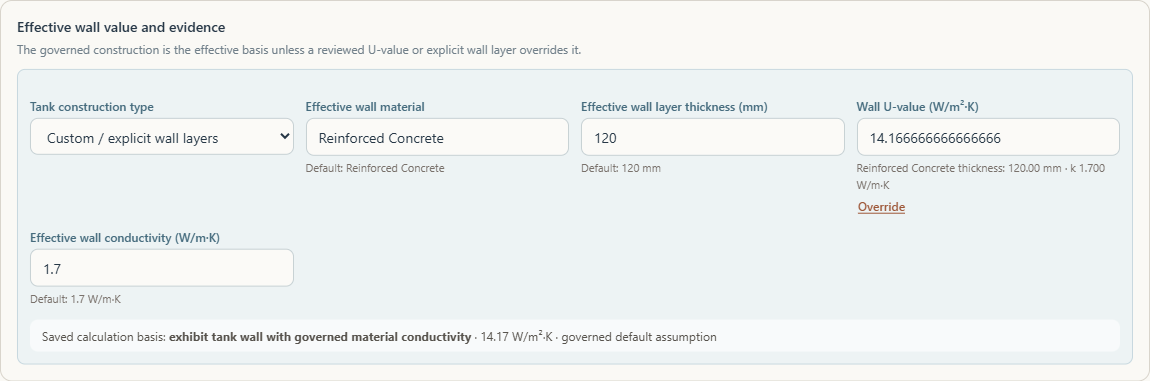 Effective wall value and evidence
The governed construction is the effective basis unless a reviewed U-value or explicit wall layer overrides it.
Tank construction type
Effective wall material
Effective wall layer thickness (mm)
Wall U-value (W/m²·K)
Custom / explicit wall layers
Reinforced Concrete
120
14.166666666666666
Default: Reinforced Concrete
Default: 120 mm
Reinforced Concrete thickness: 120.00 mm · k 1.700
W/m·K
Override
Effective wall conductivity (W/m·K)
1.7
Default: 1.7 W/m·K
Saved calculation basis: exhibit tank wall with governed material conductivity · 14.17 W/m²·K · governed default assumption